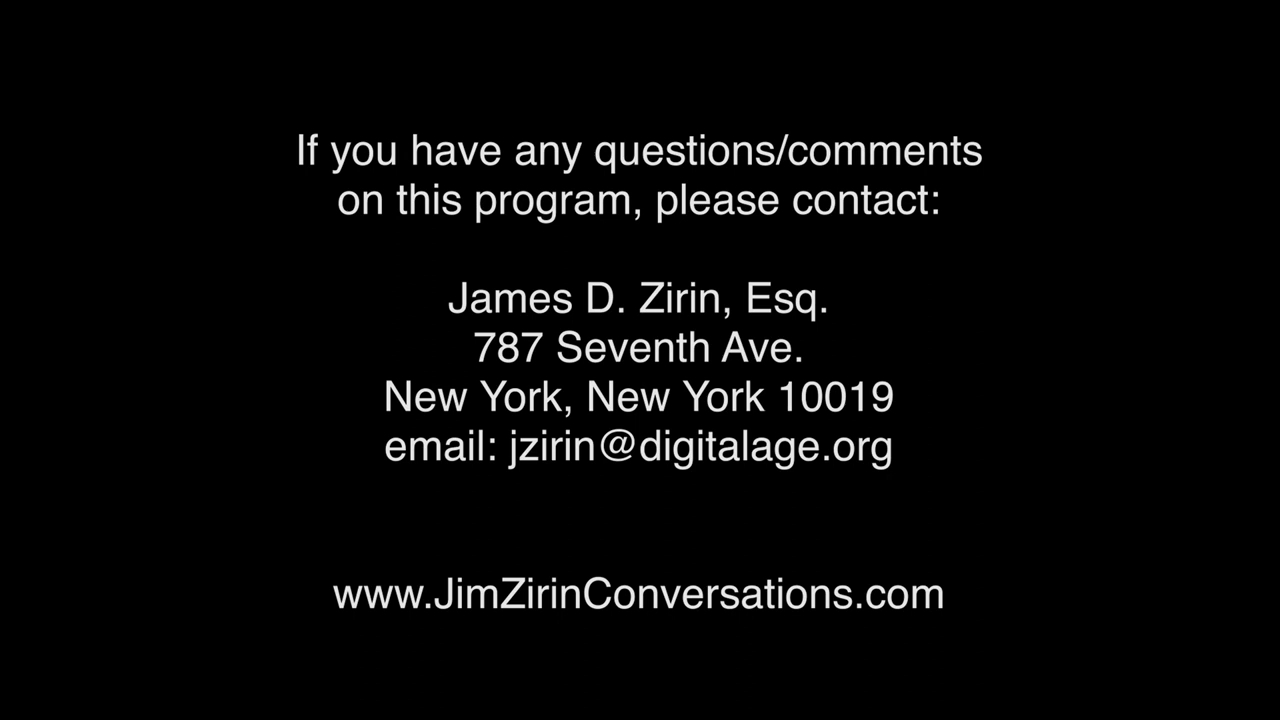 If you have any questions/comments
on this program, please contact:
James D. Zirin, Esq.
787 Seventh Ave.
New York, New York 10019
email: jzirin@digitalage.org
www.JimZirinConversations.com